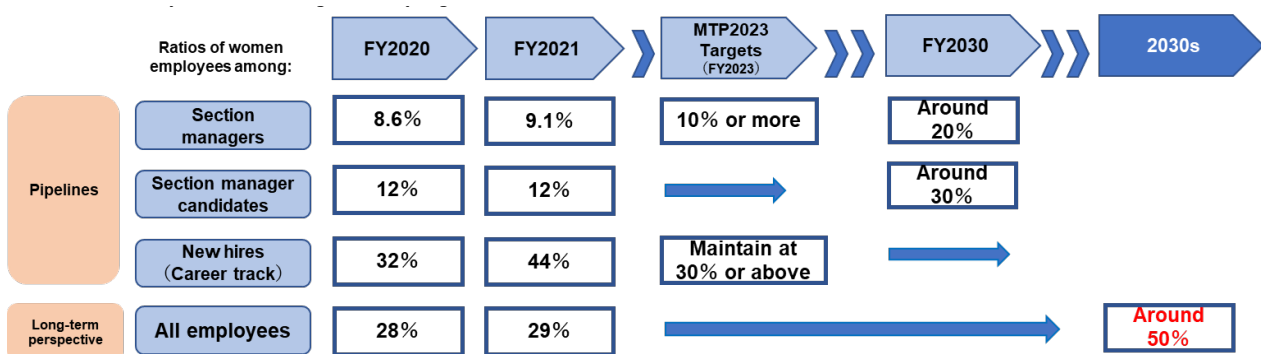 Ratios of women
employees among:
FY2020
FY2021
MTP2023
Targets
（FY2023）
FY2030
2030s
Pipelines
Section
managers
8.6%
9.1%
10% or more
Around
20%
Section manager
candidates
12%
12%
Around
30%
New hires
（Career track）
32%
44%
Maintain at
30% or above
Long-term
perspective
All employees
28%
29%
Around
50%